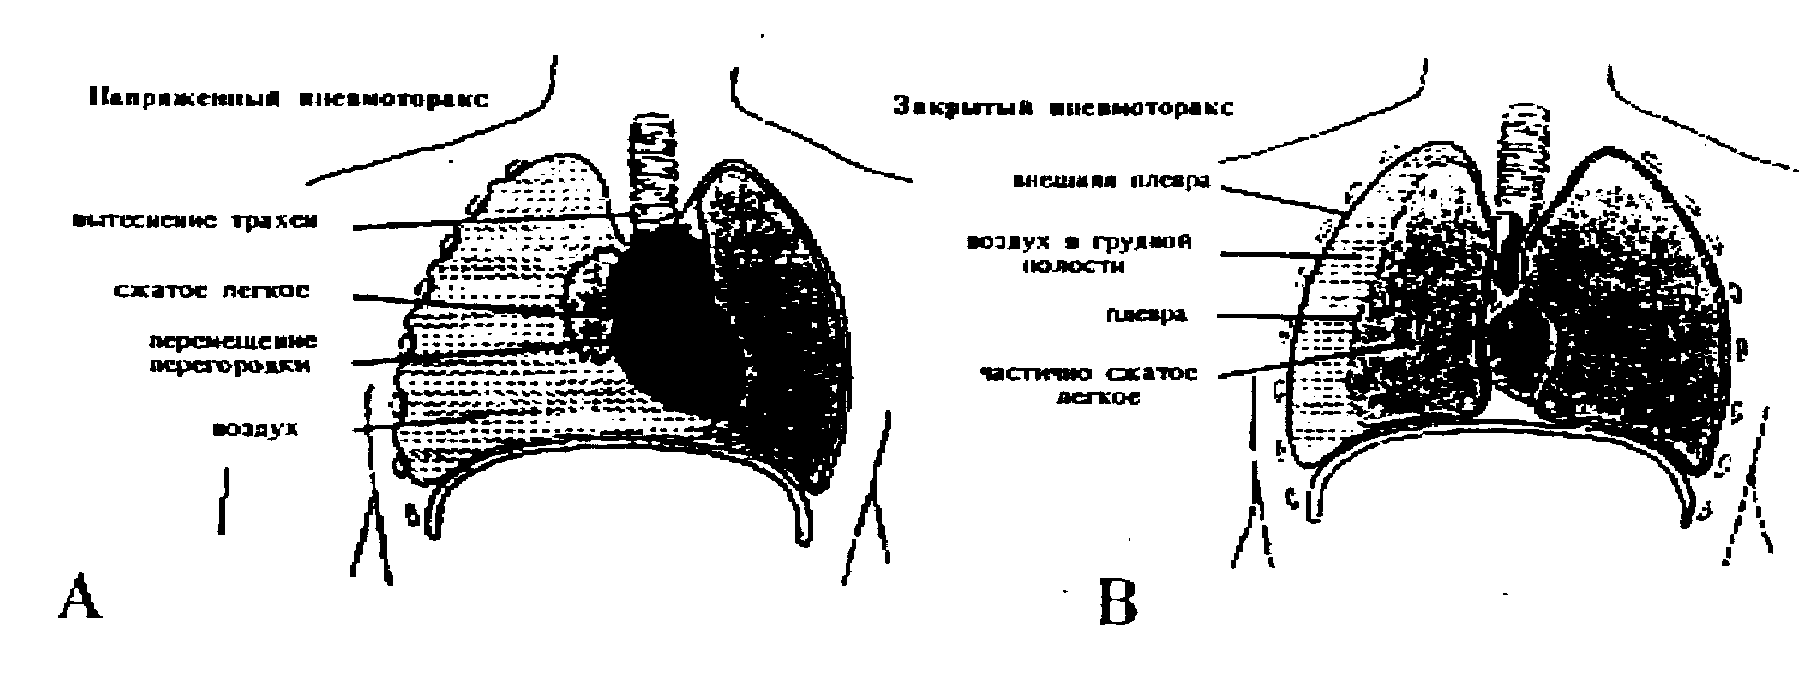 Напряженный пневмоторакс
вытеснение трахеи
сжатое легкое
перемещение
перегородки
воздух
A
Закрытый пневмоторакс
внешняя плевра
воздух в грудной
полости
плевра
частично сжатое
легкое
B